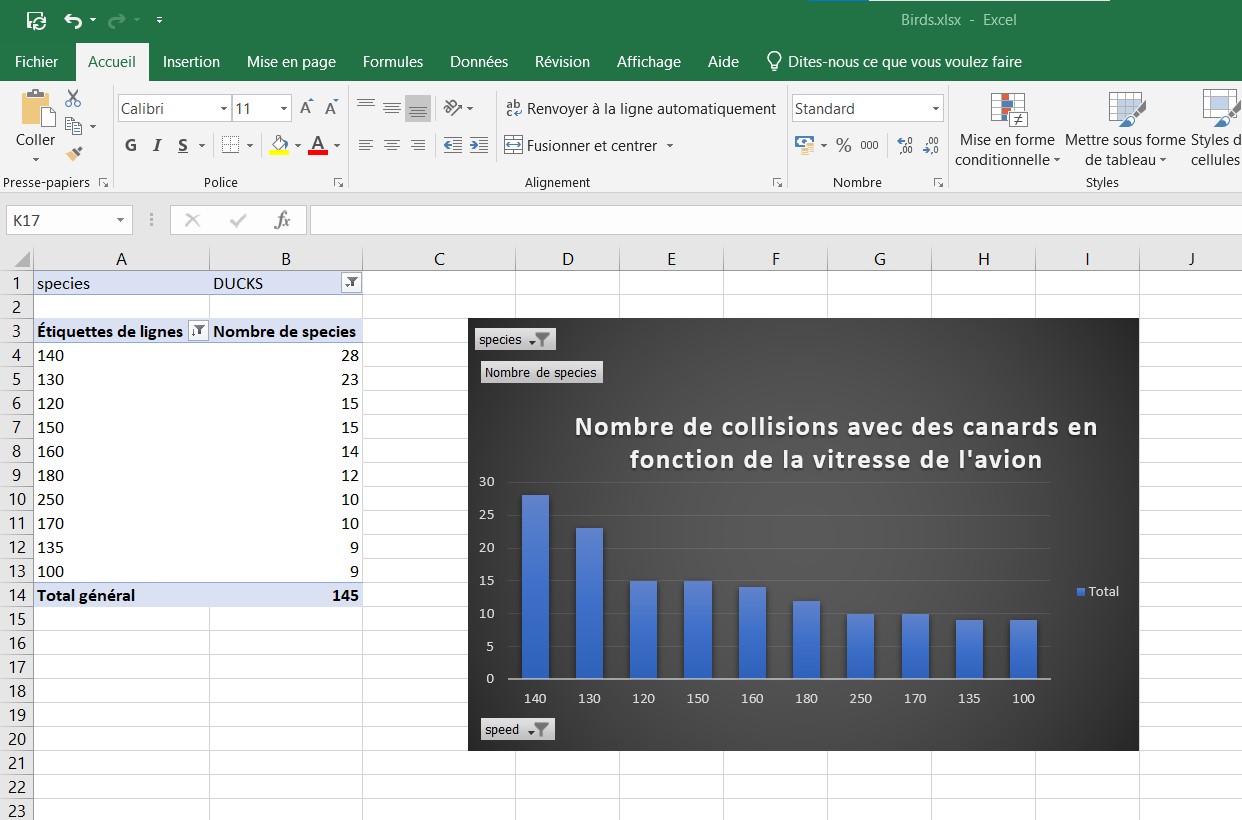 Birds.xlsx - Excel
Fichier Accueil Insertion Mise en page Formules Données Révision Affichage Aide Dites-nous ce que vous voulez faire
Coller
Calibri 11 A A
G I S A
ab Renvoyer à la ligne automatiquement
Fusionner et centrer
Standard
% 000 ,00 ,00
Mise en forme conditionnelle
Mettre sous forme de tableau
Styles d
cellules
Presse-papiers Police Alignement Nombre Styles
K17 fx
A B C D E F G H I J
1 species DUCKS
2
3 Étiquettes de lignes Nombre de species
4 140 28
5 130 23
6 120 15
7 150 15
8 160 14
9 180 12
10 250 10
11 170 10
12 135 9
13 100 9
14 Total général 145
15
16
17
18
19
20
21
22
23
species
Nombre de species
Nombre de collisions avec des canards en
fonction de la vitresse de l'avion
30
25
20
15
10
5
0
140 130 120 150 160 180 250 170 135 100
Total
speed